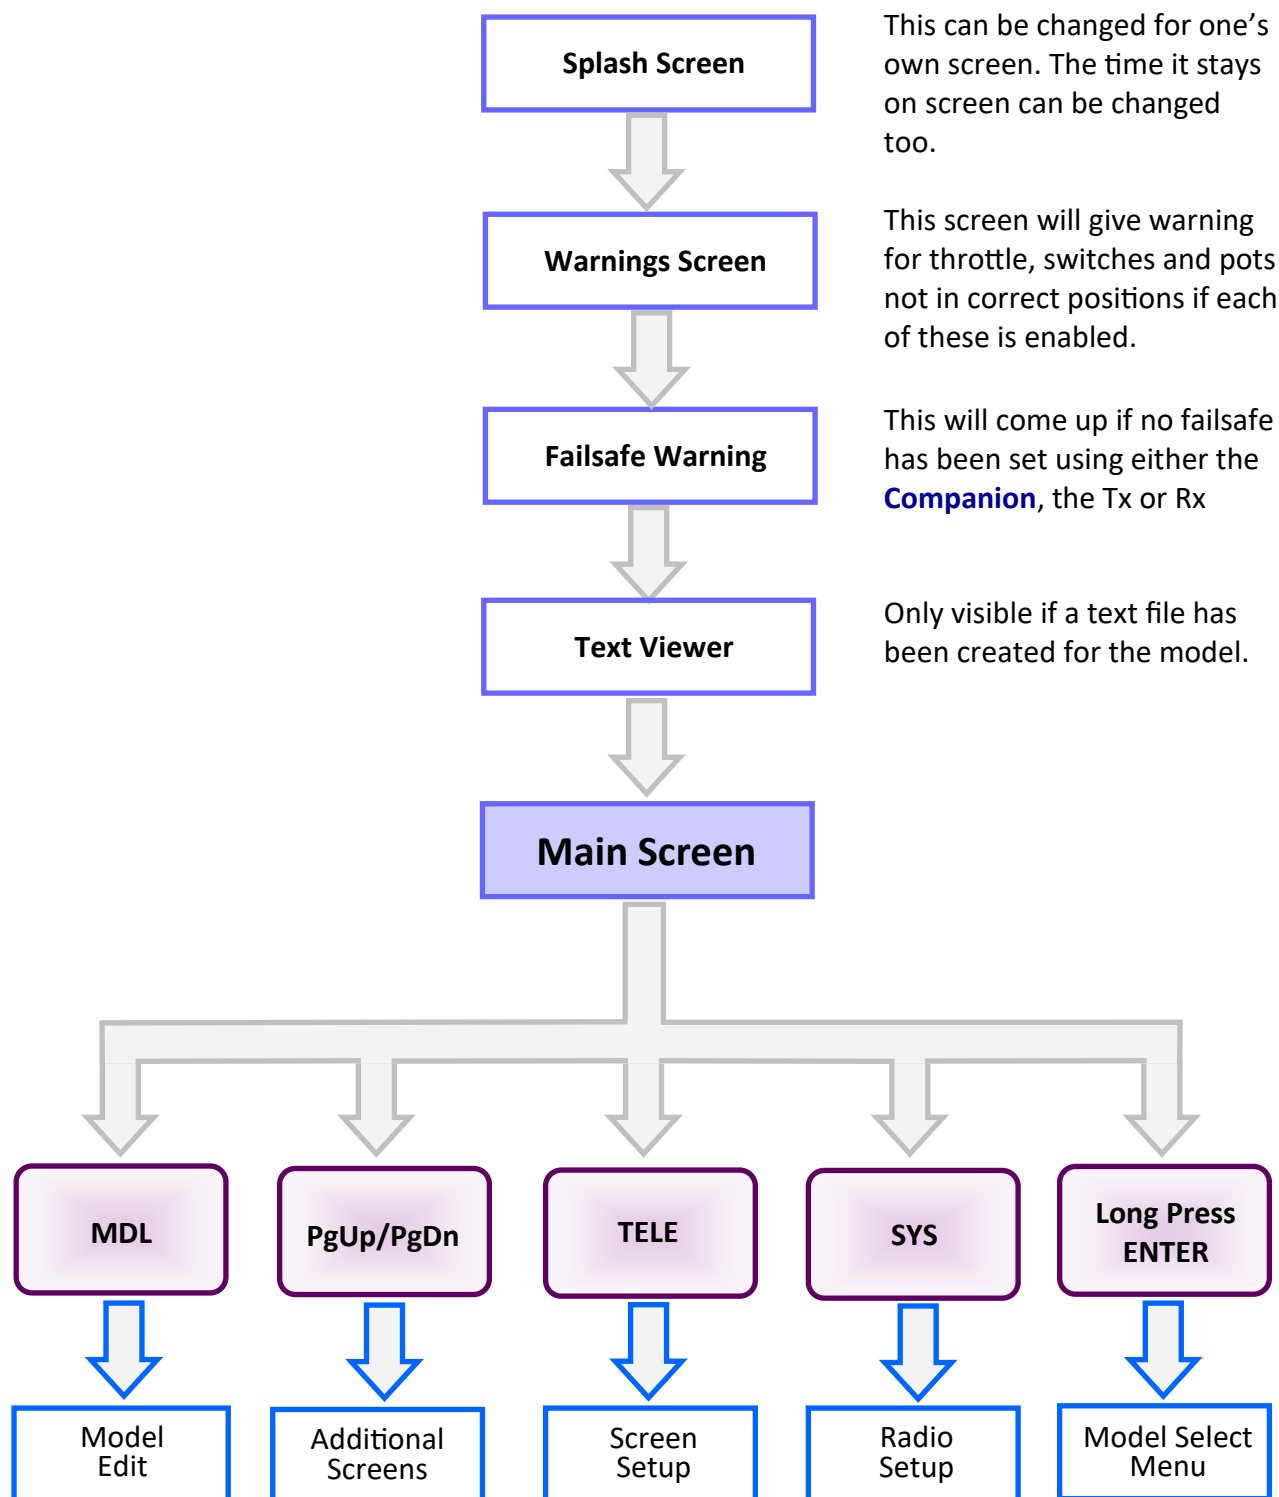 Splash Screen
This can be changed for one’s
own screen. The time it stays
on screen can be changed
too.
Warnings Screen
This screen will give warning
for throttle, switches and pots
not in correct positions if each
of these is enabled.
Failsafe Warning
This will come up if no failsafe
has been set using either the
Companion, the Tx or Rx
Text Viewer
Only visible if a text file has
been created for the model.
Main Screen
MDL
PgUp/PgDn
TELE
SYS
Long Press
ENTER
Model
Edit
Additional
Screens
Screen
Setup
Radio
Setup
Model Select
Menu